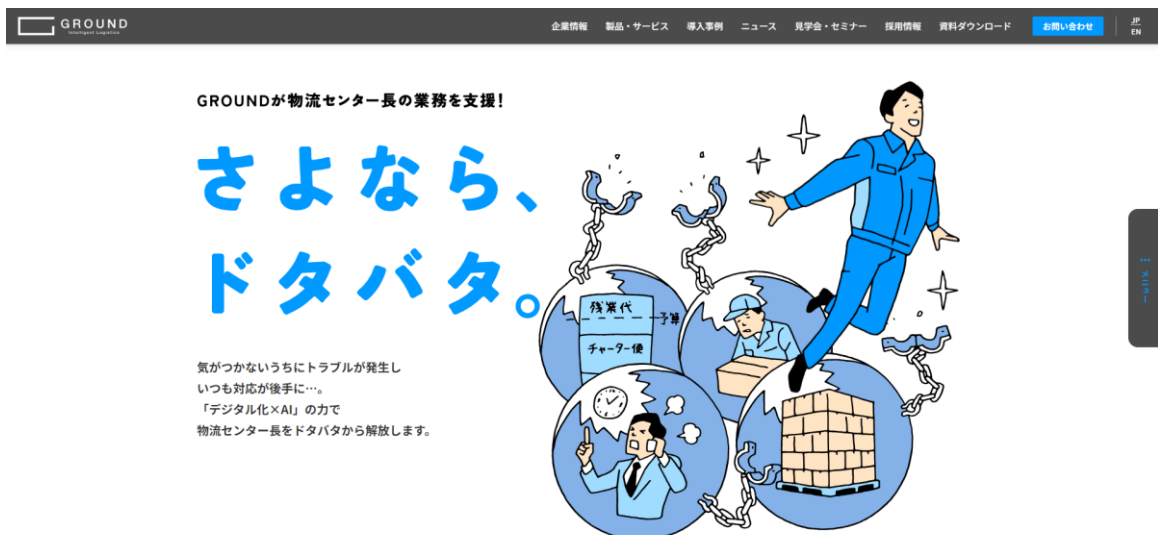 GROUND
Intelligent Logistics
企業情報 製品・サービス 導入事例 ニュース 見学会・セミナー 採用情報 資料ダウンロード お問い合わせ
JP
EN
GROUNDが物流センター長の業務を支援!
さよなら、
ドタバタ。
残業代
予算
チャーター便
メニュー
気がつかないうちにトラブルが発生し
いつも対応が後手に…。
「デジタル化×AI」の力で
物流センター長をドタバタから解放します。